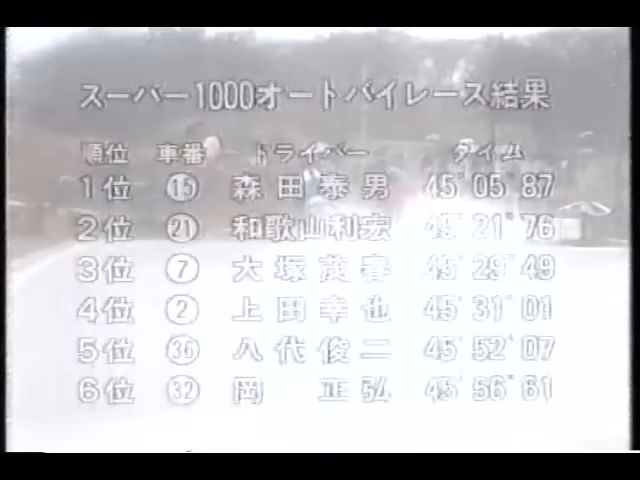 スーパー1000オートバイレース結果
順位 車番 ドライバー タイム
1位 ⑮ 森田泰男 45' 05" 87
2位 ㉑ 和歌山利宏 45' 21" 76
3位 ⑦ 大塚茂春 45' 29" 49
4位 ② 上田幸也 45' 31" 01
5位 ㊱ 八代俊二 45' 52" 07
6位 ㉜ 岡 正弘 45' 56" 61